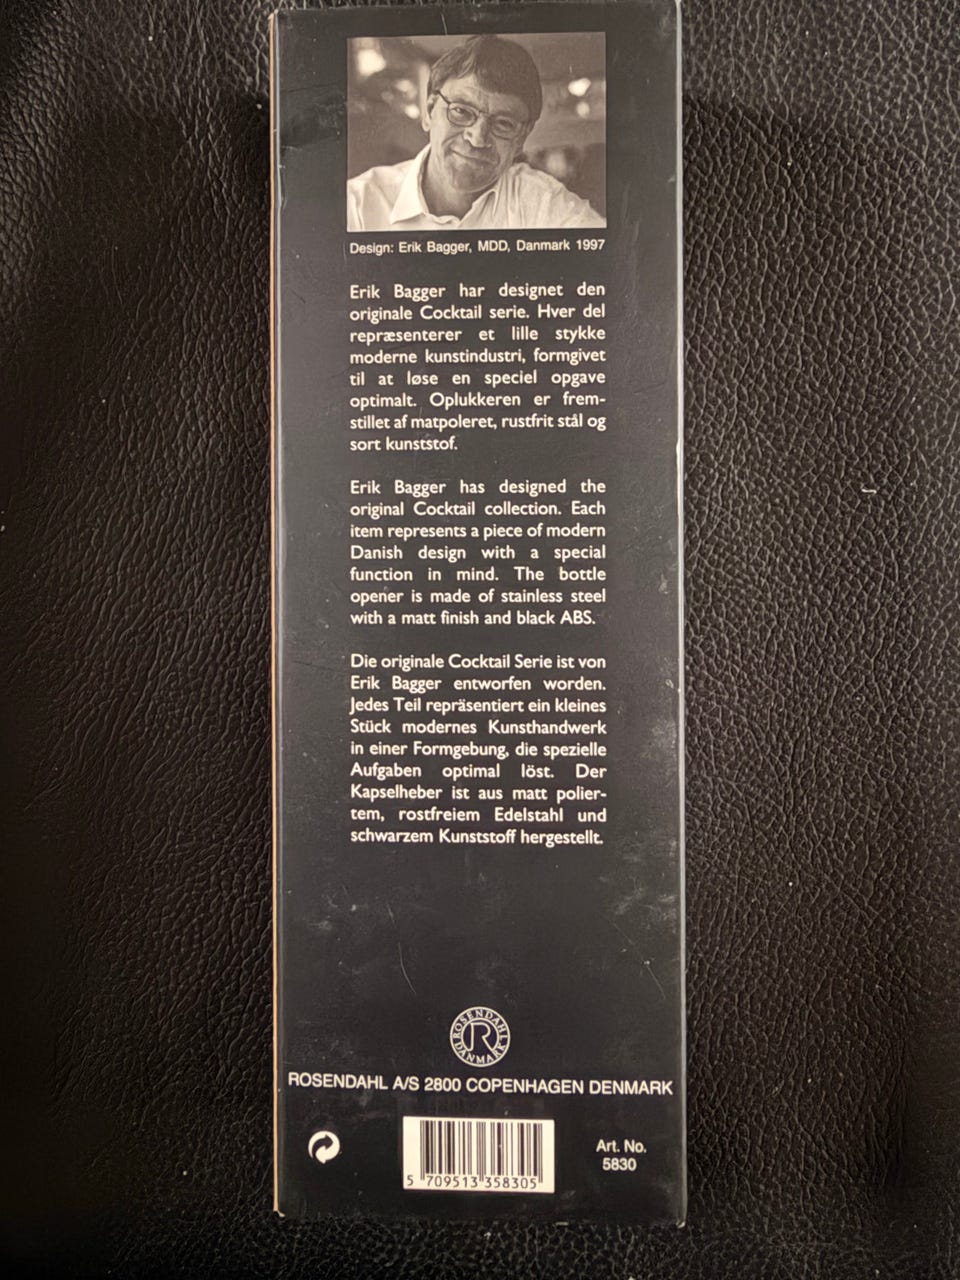 Design: Erik Bagger, MDD, Danmark 1997
Erik Bagger har designet den
originale Cocktail serie. Hver del
repræsenterer et lille stykke
moderne kunstindustri, formgivet
til at løse en speciel opgave
optimalt. Oplukkeren er frem-
stillet af matpoleret, rustfrit stål og
sort kunststof.
Erik Bagger has designed the
original Cocktail collection. Each
item represents a piece of modern
Danish design with a special
function in mind. The bottle
opener is made of stainless steel
with a matt finish and black ABS.
Die originale Cocktail Serie ist von
Erik Bagger entworfen worden.
Jedes Teil repräsentiert ein kleines
Stück modernes Kunsthandwerk
in einer Formgebung, die spezielle
Aufgaben optimal löst. Der
Kapselheber ist aus matt polier-
tem, rostfreiem Edelstahl und
schwarzem Kunststoff hergestellt.
ROSENDAHL
R
DANMARK
ROSENDAHL A/S 2800 COPENHAGEN DENMARK
Art. No.
5830
5 709513 358305